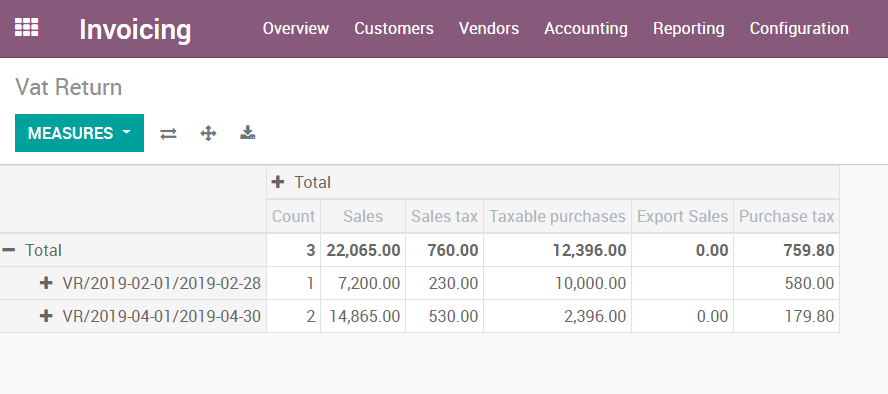 Invoicing Overview Customers Vendors Accounting Reporting Configuration
Vat Return
MEASURES
Total
Count Sales Sales tax Taxable purchases Export Sales Purchase tax
Total 3 22,065.00 760.00 12,396.00 0.00 759.80
VR/2019-02-01/2019-02-28 1 7,200.00 230.00 10,000.00 580.00
VR/2019-04-01/2019-04-30 2 14,865.00 530.00 2,396.00 0.00 179.80